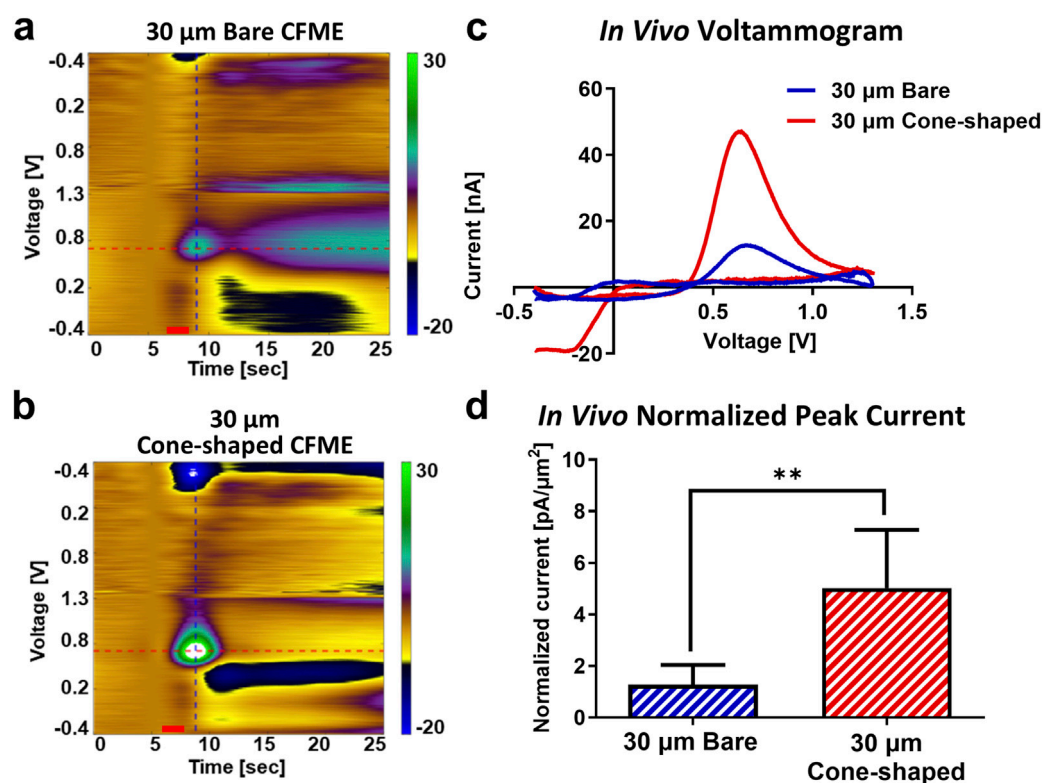 a
30 µm Bare CFME
-0.4
0.2
0.8
1.3
0.8
0.2
-0.4
Voltage [V]
0 5 10 15 20 25
Time [sec]
30
-20
b
30 µm
Cone-shaped CFME
-0.4
0.2
0.8
1.3
0.8
0.2
-0.4
Voltage [V]
0 5 10 15 20 25
Time [sec]
30
-20
c
In Vivo Voltammogram
30 µm Bare
30 µm Cone-shaped
60
40
20
-20
Current [nA]
-0.5 0.5 1.0 1.5
Voltage [V]
d
In Vivo Normalized Peak Current
10
8
6
4
2
0
Normalized current [pA/µm²]
**
30 µm Bare
30 µm
Cone-shaped